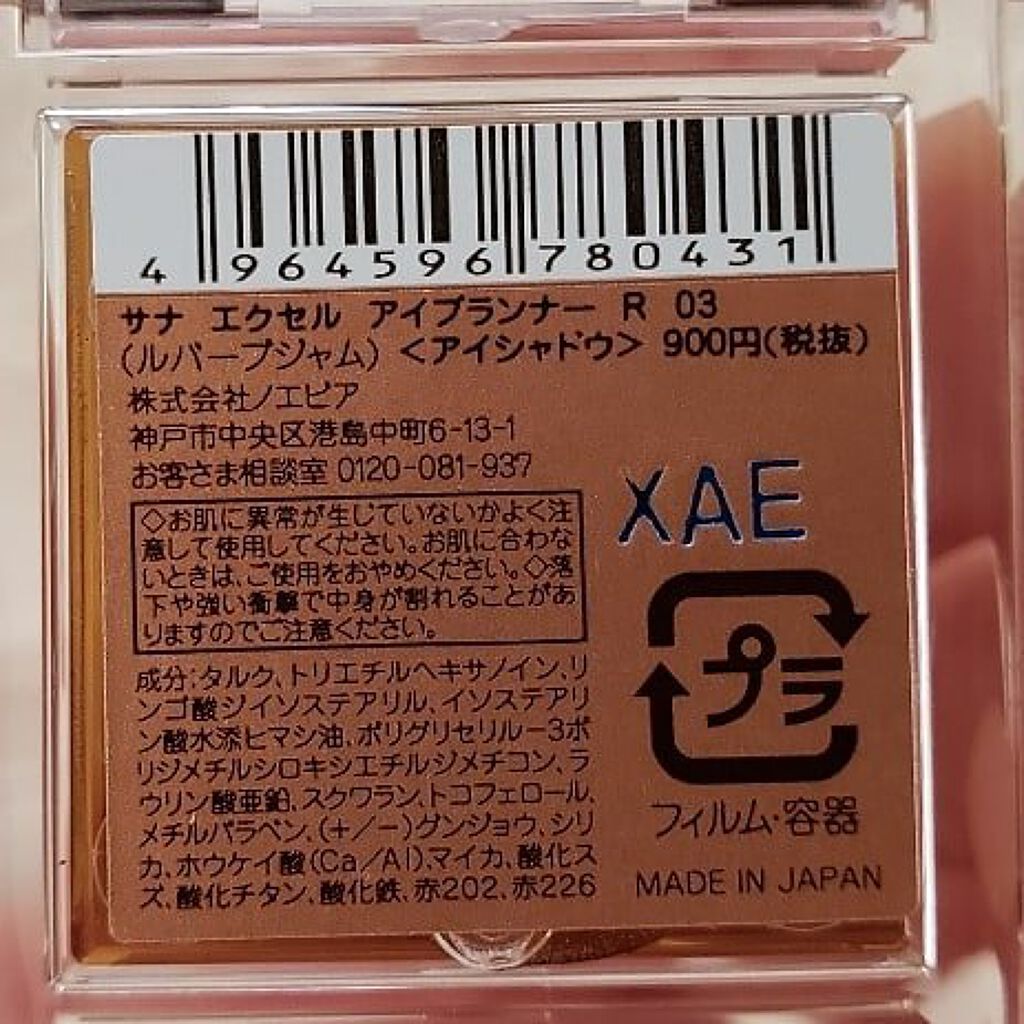 4 964596 780431
サナ エクセル アイプランナー R 03
(ルバーブジャム) <アイシャドウ> 900円(税抜)
株式会社ノエビア
神戸市中央区港島中町6-13-1
お客さま相談室 0120-081-937
◇お肌に異常が生じていないかよく注
意して使用してください。お肌に合わな
いときは、ご使用をおやめください。◇落
下や強い衝撃で中身が割れることがあ
りますのでご注意ください。
成分:タルク、トリエチルヘキサノイン、リ
ンゴ酸ジイソステアリル、イソステアリ
ン酸水添ヒマシ油、ポリグリセリル−3ポ
リジメチルシロキシエチルジメチコン、ラ
ウリン酸亜鉛、スクワラン、トコフェロール、
メチルパラベン、(+/−)グンジョウ、シリ
カ、ホウケイ酸(Ca/Al)、マイカ、酸化ス
ズ、酸化チタン、酸化鉄、赤202、赤226
XAE
プラ
フィルム・容器
MADE IN JAPAN